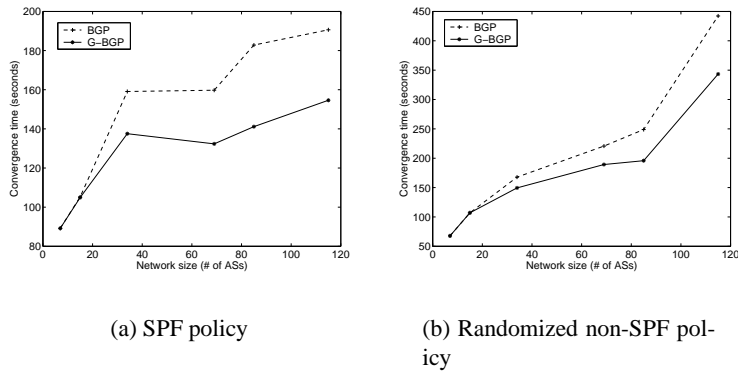 200
180
160
140
120
100
80
0 20 40 60 80 100 120
Convergence time (seconds)
Network size (# of ASs)
BGP
G−BGP
450
400
350
300
250
200
150
100
50
0 20 40 60 80 100 120
Convergence time (seconds)
Network size (# of ASs)
BGP
G−BGP
(a) SPF policy
(b) Randomized non-SPF pol-
icy